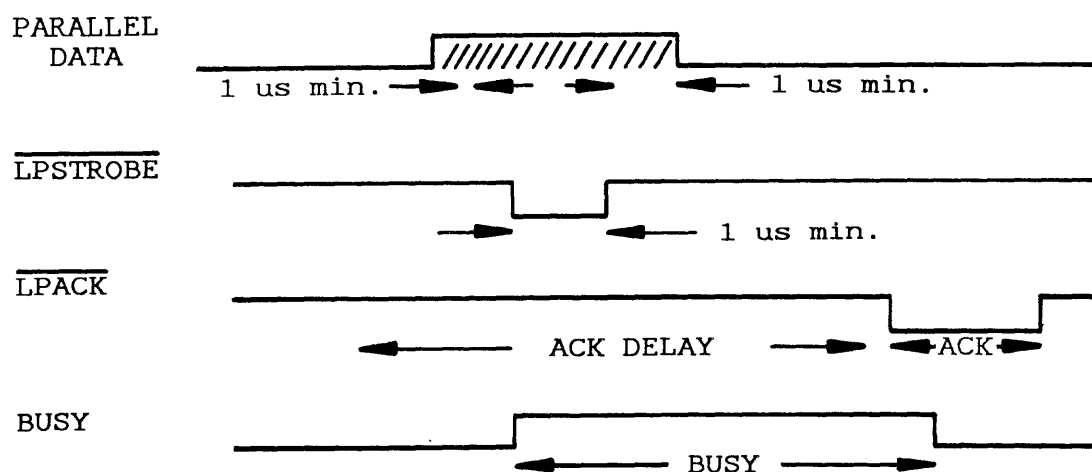 PARALLEL
DATA
1 us min.
1 us min.
LPSTROBE
1 us min.
LPACK
ACK DELAY
ACK
BUSY
BUSY